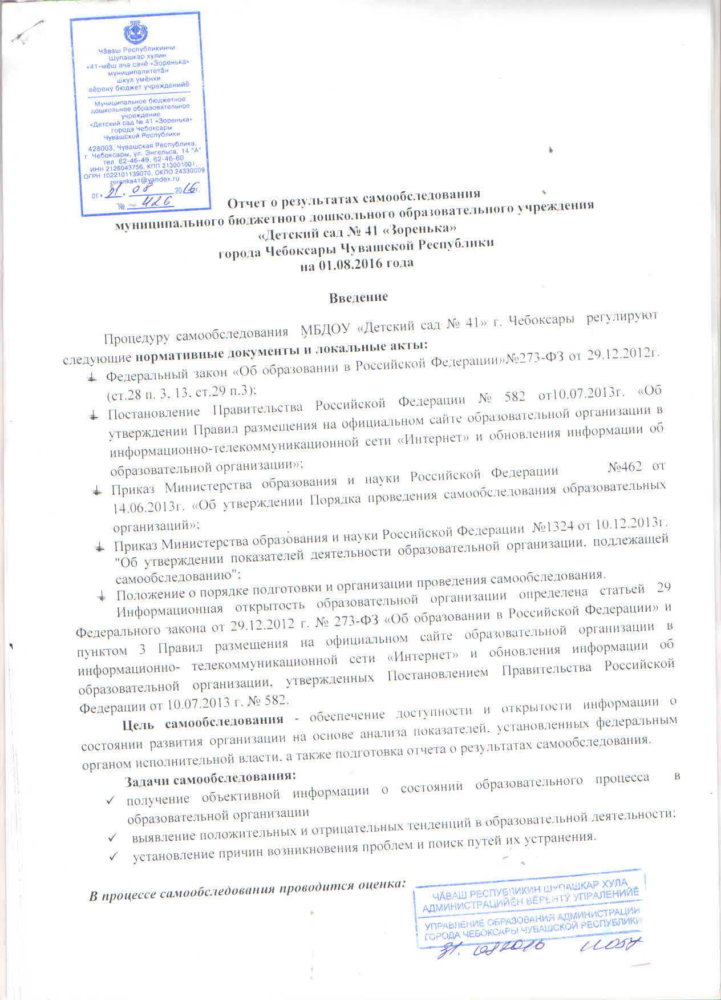 Чӑваш Республикинчи
Шупашкар хулин
«41-мӗш ача сачӗ «Зоренька»
муниципалитетӑн
шкул умӗнхи
вӗренӳ бюджет учрежденийӗ
Муниципальное бюджетное
дошкольное образовательное
учреждение
«Детский сад № 41 «Зоренька»
города Чебоксары
Чувашской Республики
428003, Чувашская Республика,
г. Чебоксары, ул. Энгельса, 14 "А"
тел. 62-46-49, 62-46-60
ИНН 2128043756, КПП 213001001,
ОГРН 1022101139070, ОКПО 24330009
zorenka41@yandex.ru
от « 31 . 08 2016 г.
№ 426
Отчет о результатах самообследования
муниципального бюджетного дошкольного образовательного учреждения
«Детский сад № 41 «Зоренька»
города Чебоксары Чувашской Республики
на 01.08.2016 года
Введение
Процедуру самообследования МБДОУ «Детский сад № 41» г. Чебоксары регулируют
следующие нормативные документы и локальные акты:
Федеральный закон «Об образовании в Российской Федерации»№273-ФЗ от 29.12.2012г.
(ст.28 п. 3, 13, ст.29 п.3);
Постановление Правительства Российской Федерации № 582 от10.07.2013г. «Об
утверждении Правил размещения на официальном сайте образовательной организации в
информационно-телекоммуникационной сети «Интернет» и обновления информации об
образовательной организации»;
Приказ Министерства образования и науки Российской Федерации №462 от
14.06.2013г. «Об утверждении Порядка проведения самообследования образовательных
организаций»;
Приказ Министерства образования и науки Российской Федерации №1324 от 10.12.2013г.
"Об утверждении показателей деятельности образовательной организации, подлежащей
самообследованию";
Положение о порядке подготовки и организации проведения самообследования.
Информационная открытость образовательной организации определена статьей 29
Федерального закона от 29.12.2012 г. № 273-ФЗ «Об образовании в Российской Федерации» и
пунктом 3 Правил размещения на официальном сайте образовательной организации в
информационно- телекоммуникационной сети «Интернет» и обновления информации об
образовательной организации, утвержденных Постановлением Правительства Российской
Федерации от 10.07.2013 г. № 582.
Цель самообследования - обеспечение доступности и открытости информации о
состоянии развития организации на основе анализа показателей, установленных федеральным
органом исполнительной власти, а также подготовка отчета о результатах самообследования.
Задачи самообследования:
✓ получение объективной информации о состоянии образовательного процесса в
образовательной организации
✓ выявление положительных и отрицательных тенденций в образовательной деятельности;
✓ установление причин возникновения проблем и поиск путей их устранения.
В процессе самообследования проводится оценка:
ЧӐВАШ РЕСПУБЛИКИН ШУПАШКАР ХУЛА
АДМИНИСТРАЦИЙӖН ВӖРЕНТӲ УПРАЛЕНИЙӖ
УПРАВЛЕНИЕ ОБРАЗОВАНИЯ АДМИНИСТРАЦИИ
ГОРОДА ЧЕБОКСАРЫ ЧУВАШСКОЙ РЕСПУБЛИКИ
31. 08 2016